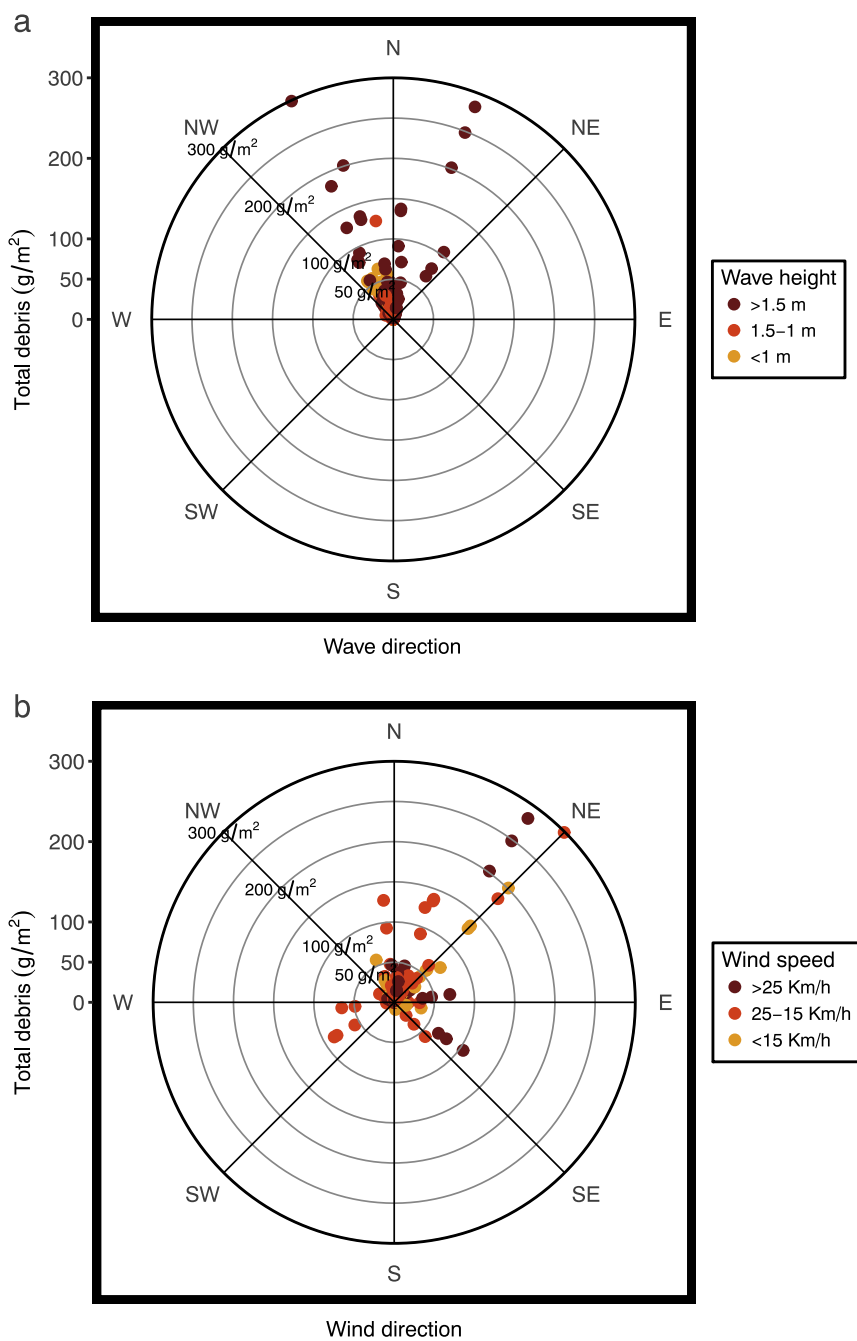 a
N
300
NW
NE
300 g/m²
200
200 g/m²
100
100 g/m²
50
50 g/m²
0
W
E
Total debris (g/m²)
SW
SE
S
Wave direction
Wave height
>1.5 m
1.5−1 m
<1 m
b
N
300
NW
NE
300 g/m²
200
200 g/m²
100
100 g/m²
50
50 g/m
0
W
E
Total debris (g/m²)
SW
SE
S
Wind direction
Wind speed
>25 Km/h
25−15 Km/h
<15 Km/h